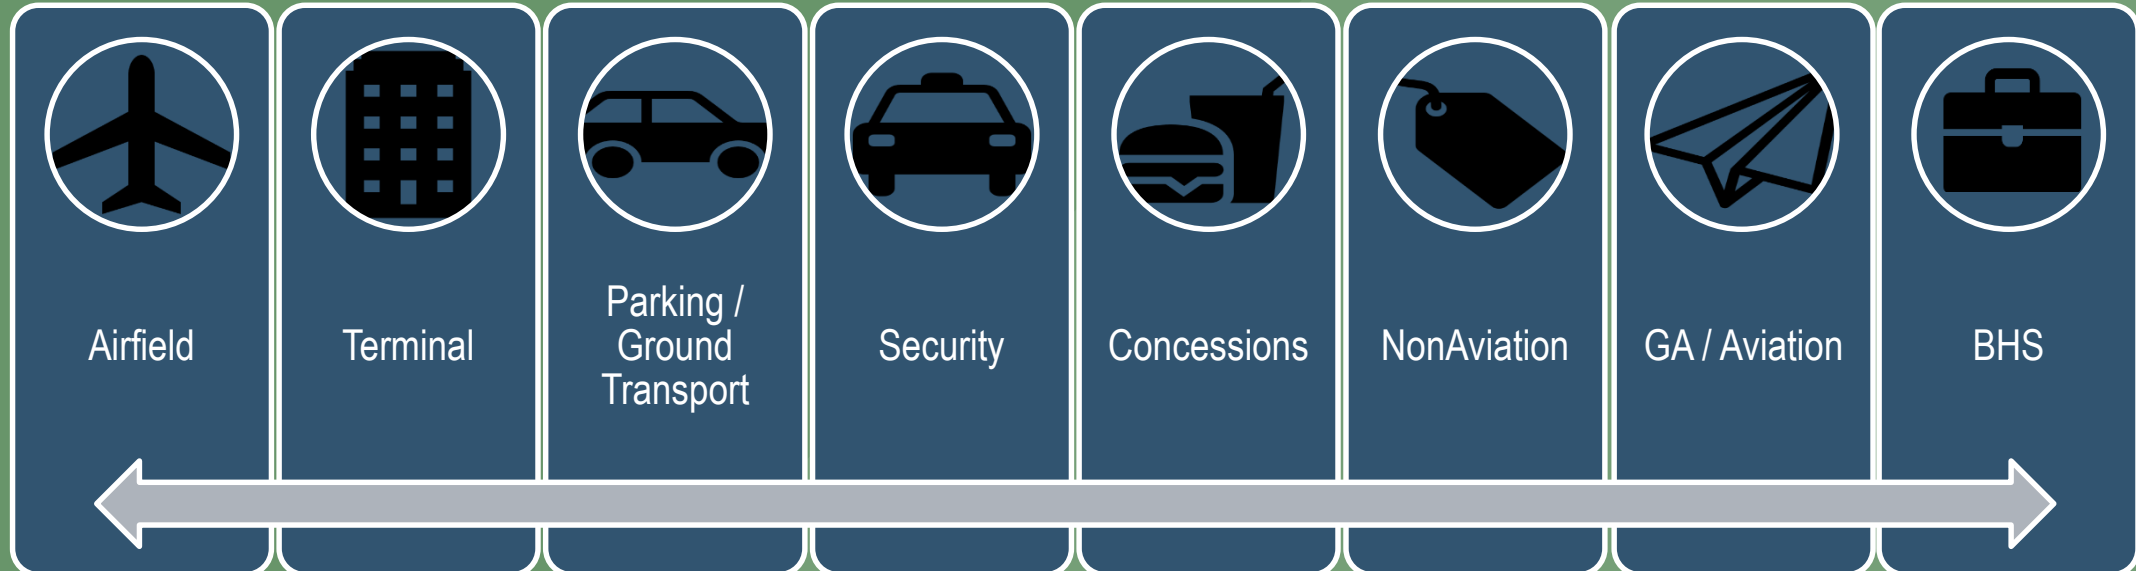 Airfield
Terminal
Parking /
Ground
Transport
Security
Concessions
NonAviation
GA / Aviation
BHS